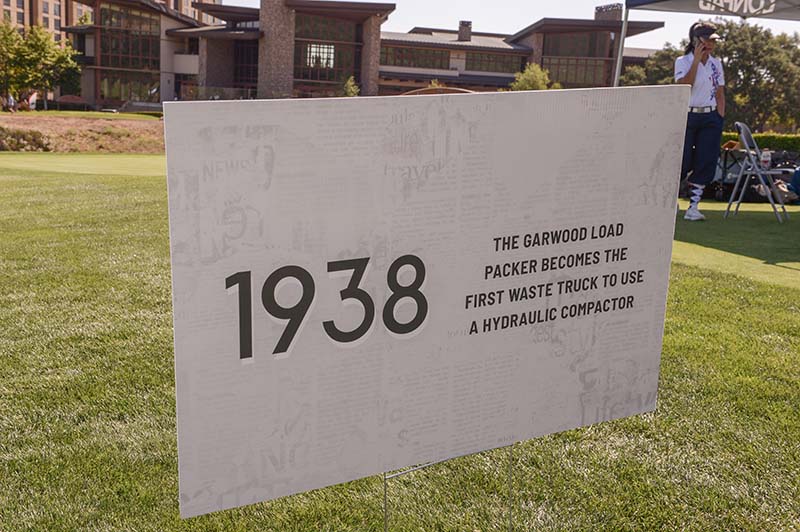 1938
THE GARWOOD LOAD
PACKER BECOMES THE
FIRST WASTE TRUCK TO USE
A HYDRAULIC COMPACTOR